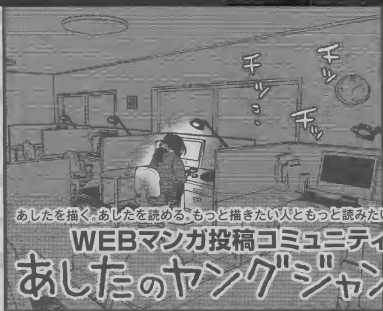 チッ
チッ…
チッ
あしたを描く。あしたを読める。もっと描きたい人ともっと読みたい
WEBマンガ投稿コミュニティ
あしたのヤングジャン